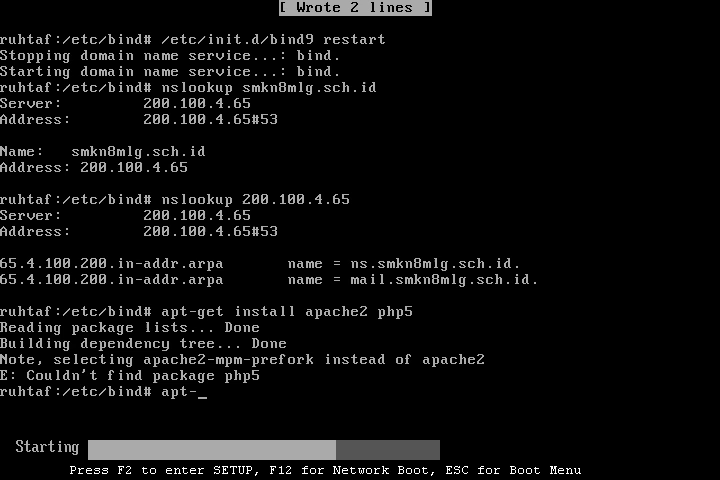 [ Wrote 2 lines ]
ruhtaf:/etc/bind# /etc/init.d/bind9 restart
Stopping domain name service...: bind.
Starting domain name service...: bind.
ruhtaf:/etc/bind# nslookup smkn8mlg.sch.id
Server:         200.100.4.65
Address:        200.100.4.65#53
Name:   smkn8mlg.sch.id
Address: 200.100.4.65
ruhtaf:/etc/bind# nslookup 200.100.4.65
Server:         200.100.4.65
Address:        200.100.4.65#53
65.4.100.200.in-addr.arpa       name = ns.smkn8mlg.sch.id.
65.4.100.200.in-addr.arpa       name = mail.smkn8mlg.sch.id.
ruhtaf:/etc/bind# apt-get install apache2 php5
Reading package lists... Done
Building dependency tree... Done
Note, selecting apache2-mpm-prefork instead of apache2
E: Couldn't find package php5
ruhtaf:/etc/bind# apt-_
Starting
Press F2 to enter SETUP, F12 for Network Boot, ESC for Boot Menu